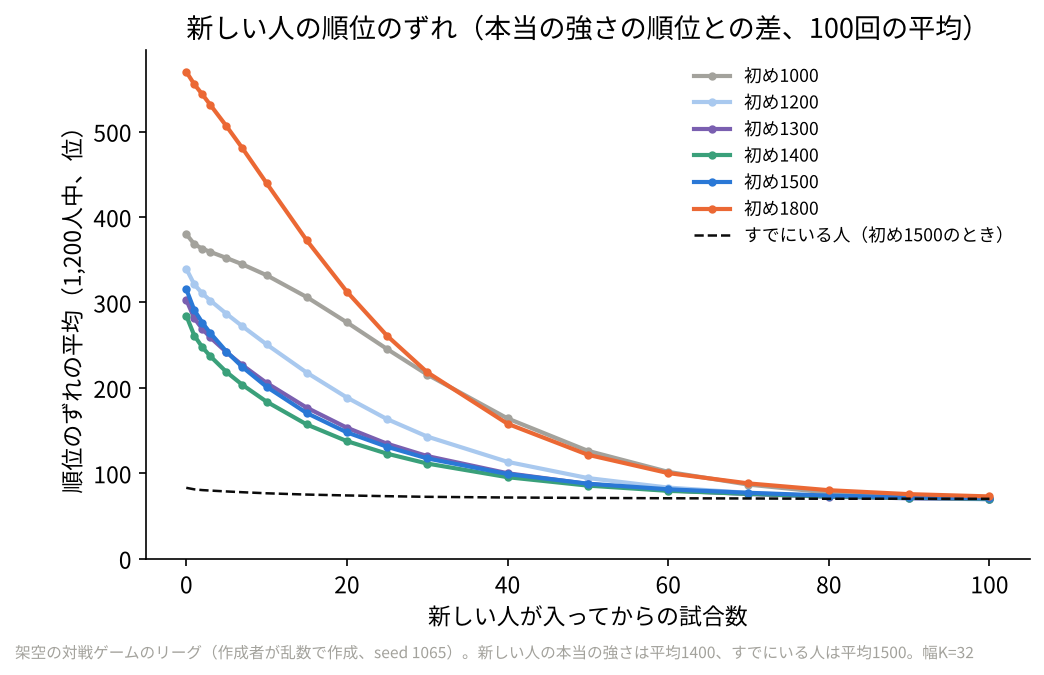 新しい人の順位のずれ（本当の強さの順位との差、100回の平均）
順位のずれの平均（1,200人中、位）
500
400
300
200
100
0
初め1000
初め1200
初め1300
初め1400
初め1500
初め1800
すでにいる人（初め1500のとき）
0 20 40 60 80 100
新しい人が入ってからの試合数
架空の対戦ゲームのリーグ（作成者が乱数で作成、seed 1065）。新しい人の本当の強さは平均1400、すでにいる人は平均1500。幅K=32